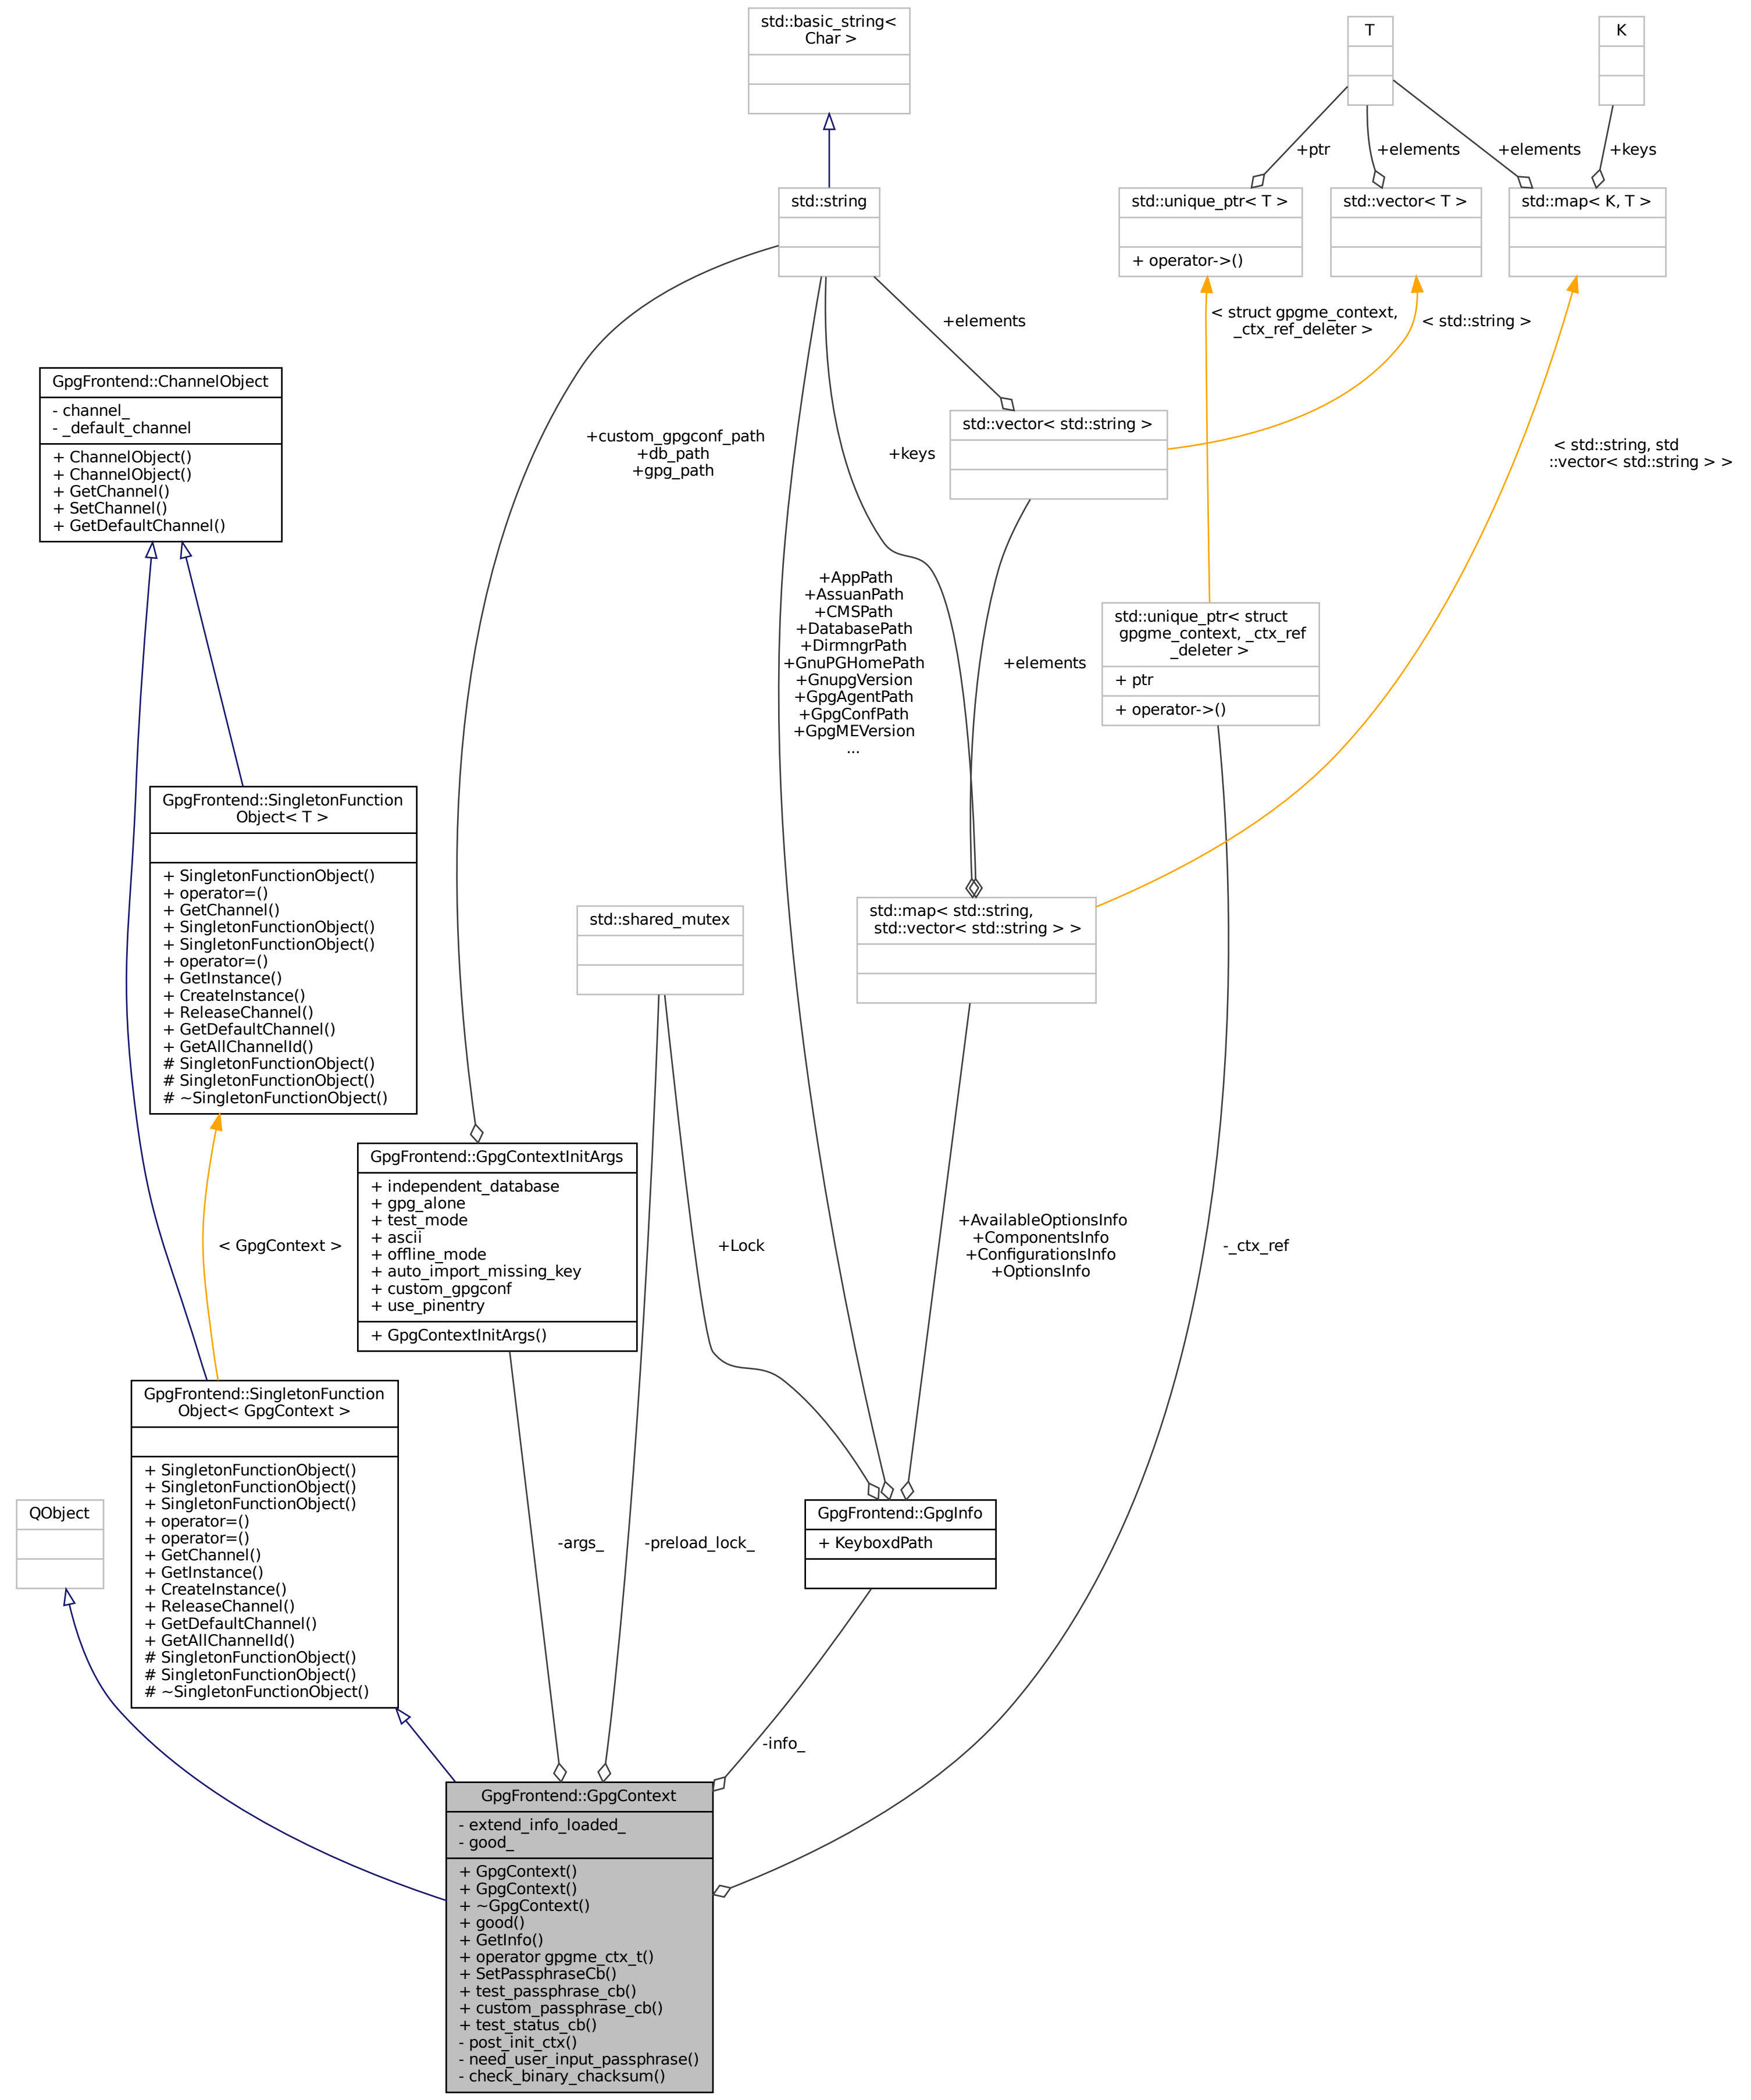 std::basic_string<
Char >
T
K
+ptr
+elements
+elements
+keys
std::string
std::unique_ptr< T >
+ operator->()
std::vector< T >
std::map< K, T >
+elements
< struct gpgme_context,
_ctx_ref_deleter >
< std::string >
GpgFrontend::ChannelObject
- channel_
- _default_channel
+ ChannelObject()
+ ChannelObject()
+ GetChannel()
+ SetChannel()
+ GetDefaultChannel()
+custom_gpgconf_path
+db_path
+gpg_path
+keys
std::vector< std::string >
< std::string, std
::vector< std::string > >
+AppPath
+AssuanPath
+CMSPath
+DatabasePath
+DirmngrPath
+GnuPGHomePath
+GnupgVersion
+GpgAgentPath
+GpgConfPath
+GpgMEVersion
...
+elements
std::unique_ptr< struct
gpgme_context, _ctx_ref
_deleter >
+ ptr
+ operator->()
GpgFrontend::SingletonFunction
Object< T >
+ SingletonFunctionObject()
+ operator=()
+ GetChannel()
+ SingletonFunctionObject()
+ SingletonFunctionObject()
+ operator=()
+ GetInstance()
+ CreateInstance()
+ ReleaseChannel()
+ GetDefaultChannel()
+ GetAllChannelId()
# SingletonFunctionObject()
# SingletonFunctionObject()
# ~SingletonFunctionObject()
std::shared_mutex
std::map< std::string,
std::vector< std::string > >
< GpgContext >
GpgFrontend::GpgContextInitArgs
+ independent_database
+ gpg_alone
+ test_mode
+ ascii
+ offline_mode
+ auto_import_missing_key
+ custom_gpgconf
+ use_pinentry
+ GpgContextInitArgs()
+Lock
+AvailableOptionsInfo
+ComponentsInfo
+ConfigurationsInfo
+OptionsInfo
-_ctx_ref
QObject
GpgFrontend::SingletonFunction
Object< GpgContext >
+ SingletonFunctionObject()
+ SingletonFunctionObject()
+ SingletonFunctionObject()
+ operator=()
+ operator=()
+ GetChannel()
+ GetInstance()
+ CreateInstance()
+ ReleaseChannel()
+ GetDefaultChannel()
+ GetAllChannelId()
# SingletonFunctionObject()
# SingletonFunctionObject()
# ~SingletonFunctionObject()
-args_
-preload_lock_
GpgFrontend::GpgInfo
+ KeyboxdPath
-info_
GpgFrontend::GpgContext
- extend_info_loaded_
- good_
+ GpgContext()
+ GpgContext()
+ ~GpgContext()
+ good()
+ GetInfo()
+ operator gpgme_ctx_t()
+ SetPassphraseCb()
+ test_passphrase_cb()
+ custom_passphrase_cb()
+ test_status_cb()
- post_init_ctx()
- need_user_input_passphrase()
- check_binary_chacksum()